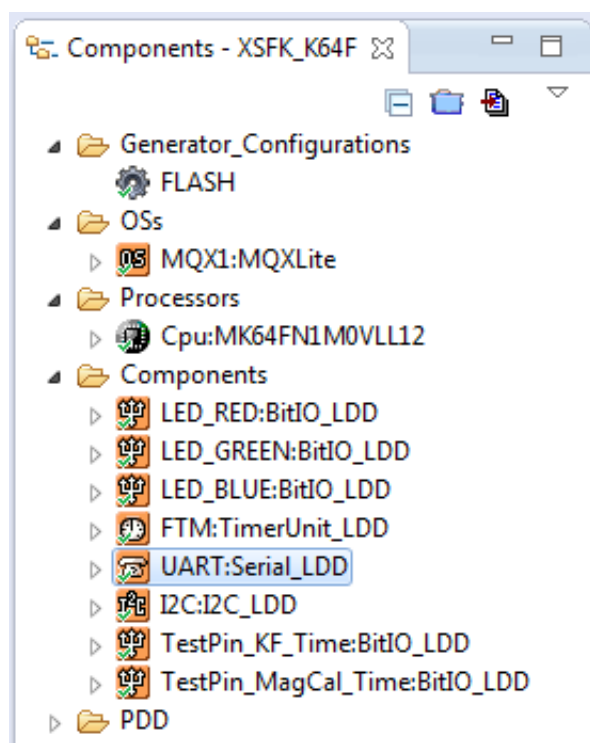 Components - XSFK_K64F
Generator_Configurations
FLASH
OSs
MQX1:MQXLite
Processors
Cpu:MK64FN1M0VLL12
Components
LED_RED:BitIO_LDD
LED_GREEN:BitIO_LDD
LED_BLUE:BitIO_LDD
FTM:TimerUnit_LDD
UART:Serial_LDD
I2C:I2C_LDD
TestPin_KF_Time:BitIO_LDD
TestPin_MagCal_Time:BitIO_LDD
PDD